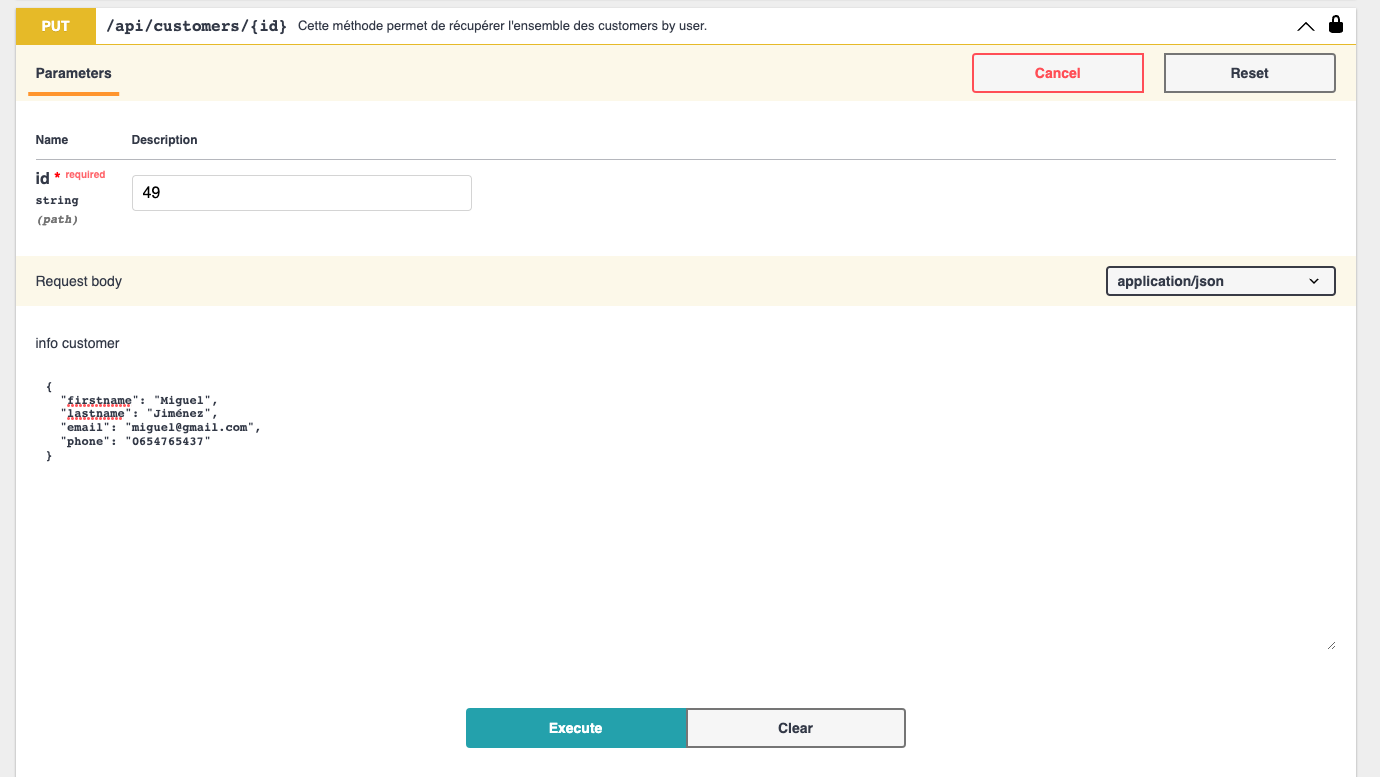 PUT /api/customers/{id} Cette méthode permet de récupérer l'ensemble des customers by user.
Parameters Cancel Reset
Name Description
id * required 49
string
(path)
Request body application/json
info customer
{
"firstname": "Miguel",
"lastname": "Jiménez",
"email": "miguel@gmail.com",
"phone": "0654765437"
}
Execute Clear